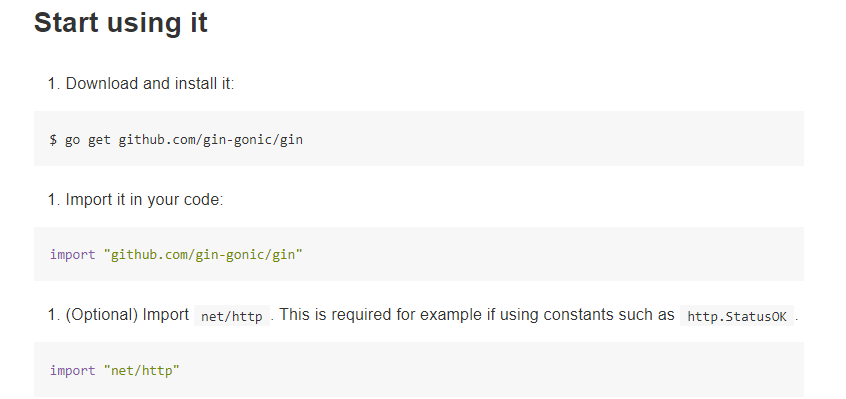 Start using it
1. Download and install it:
$ go get github.com/gin-gonic/gin
1. Import it in your code:
import "github.com/gin-gonic/gin"
1. (Optional) Import net/http . This is required for example if using constants such as http.StatusOK .
import "net/http"